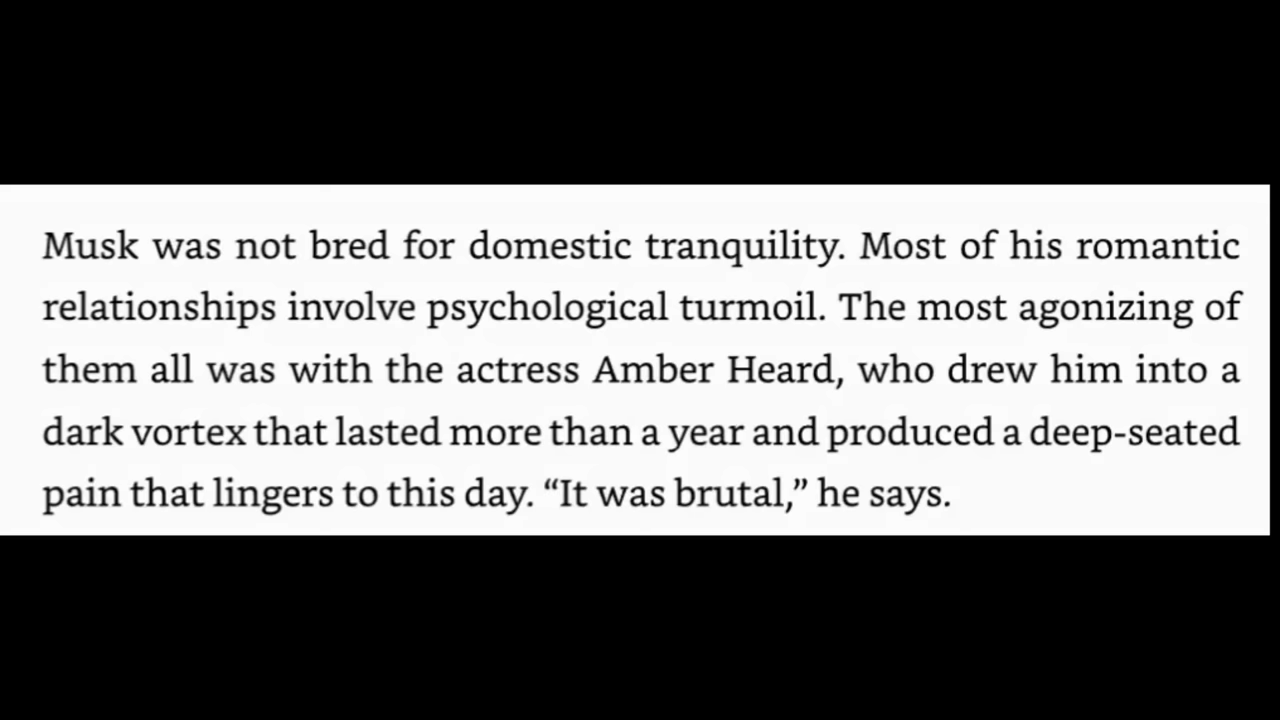 Musk was not bred for domestic tranquility. Most of his romantic
relationships involve psychological turmoil. The most agonizing of
them all was with the actress Amber Heard, who drew him into a
dark vortex that lasted more than a year and produced a deep-seated
pain that lingers to this day. “It was brutal,” he says.